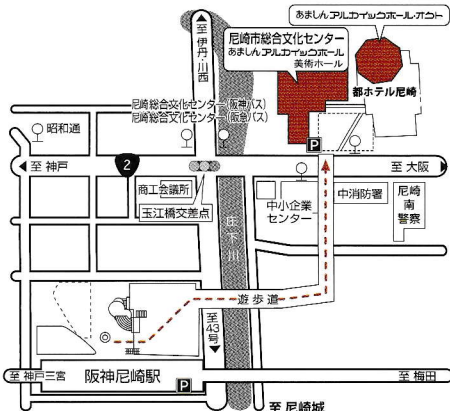 あましんアルカイックホール・オクト
尼崎市総合文化センター
あましんアルカイックホール
美術ホール
至伊丹・川西
都ホテル尼崎
尼崎総合文化センター(阪神バス)
尼崎総合文化センター(阪急バス)
昭和通
P
至 神戸
2
至 大阪
商工会議所
玉江橋交差点
中小企業
センター
中消防署
尼崎
南
警察
庄下川
遊歩道
至43号
至 神戸三宮
阪神尼崎駅
P
至 梅田
至 尼崎城